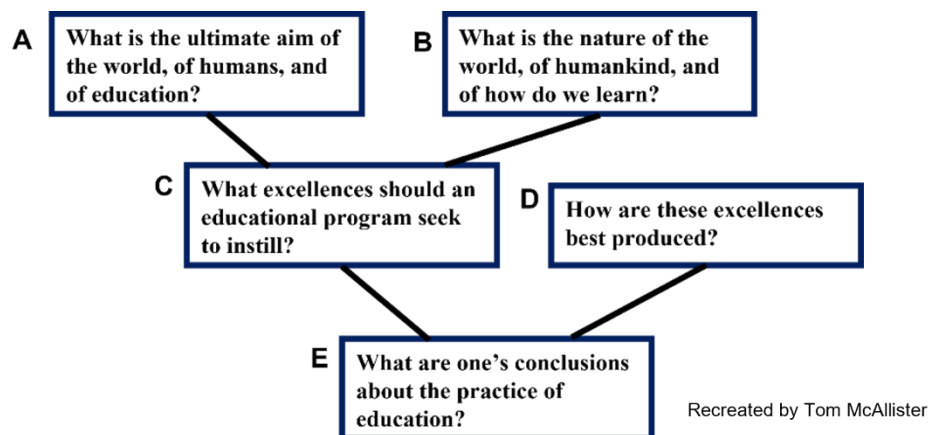 A
What is the ultimate aim of
the world, of humans, and
of education?
B
What is the nature of the
world, of humankind, and
of how do we learn?
C
What excellences should an
educational program seek
to instill?
D
How are these excellences
best produced?
E
What are one's conclusions
about the practice of
education?
Recreated by Tom McAllister